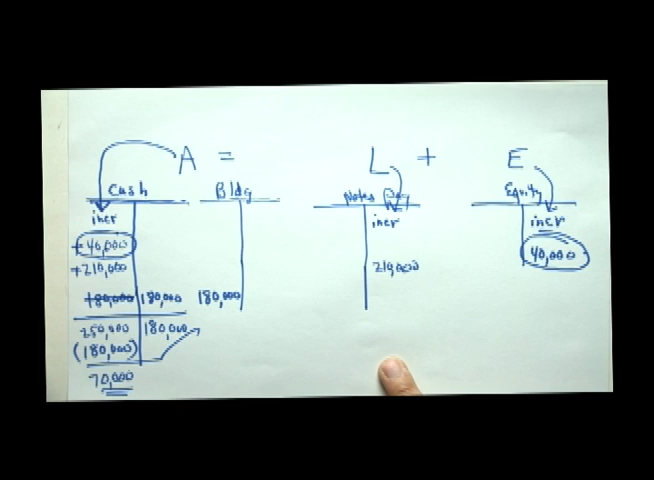 A = L + E
Cash Bldg Notes Pay Equity
incr incr incr
+40,000 40,000
+210,000 210,000
180,000 180,000 180,000
250,000 180,000
(180,000)
70,000